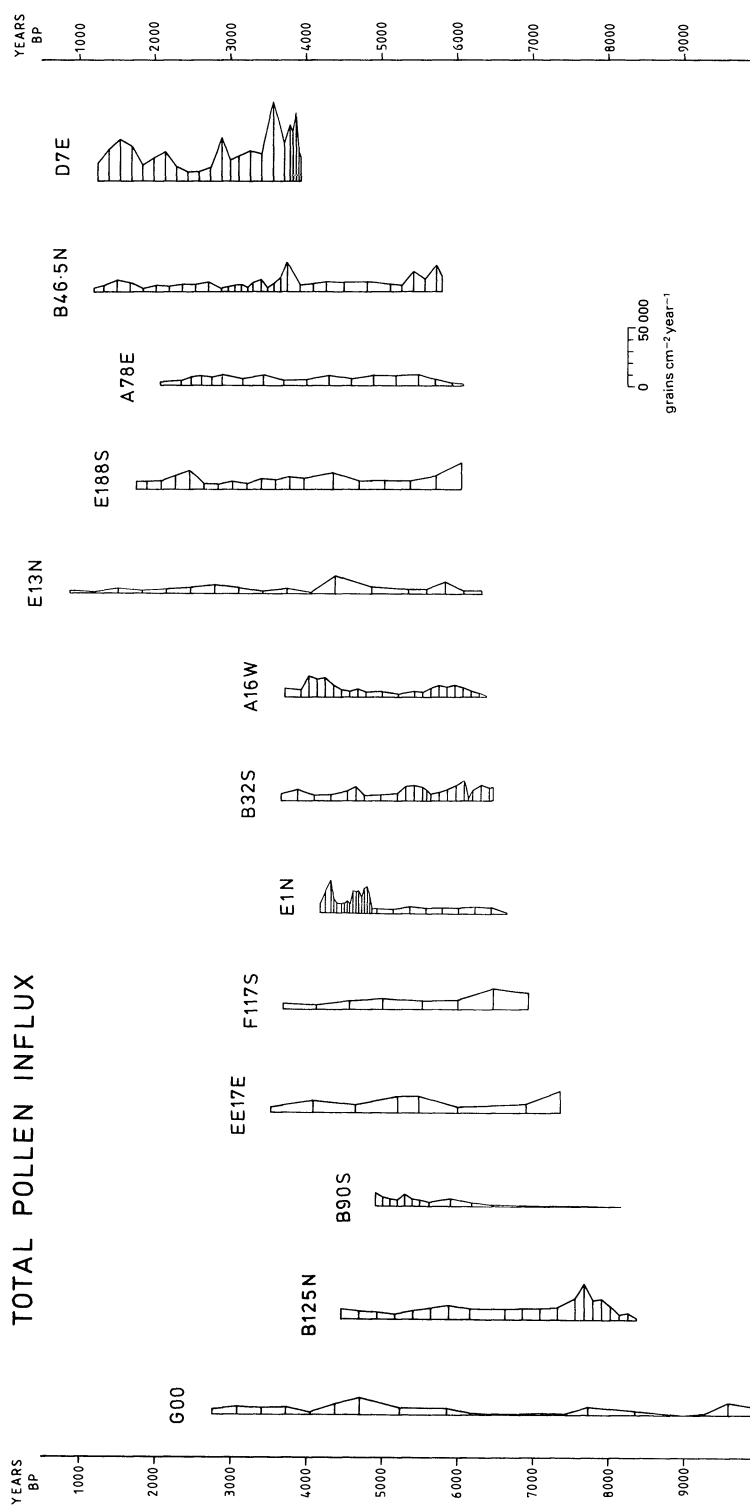 TOTAL POLLEN INFLUX
YEARS
BP
1000
2000
3000
4000
5000
6000
7000
8000
9000
G00
B125N
B90S
EE17E
F117S
E1N
B32S
A16W
E13N
E188S
A78E
B46·5N
D7E
0
50 000
grains cm⁻² year⁻¹
YEARS
BP
1000
2000
3000
4000
5000
6000
7000
8000
9000